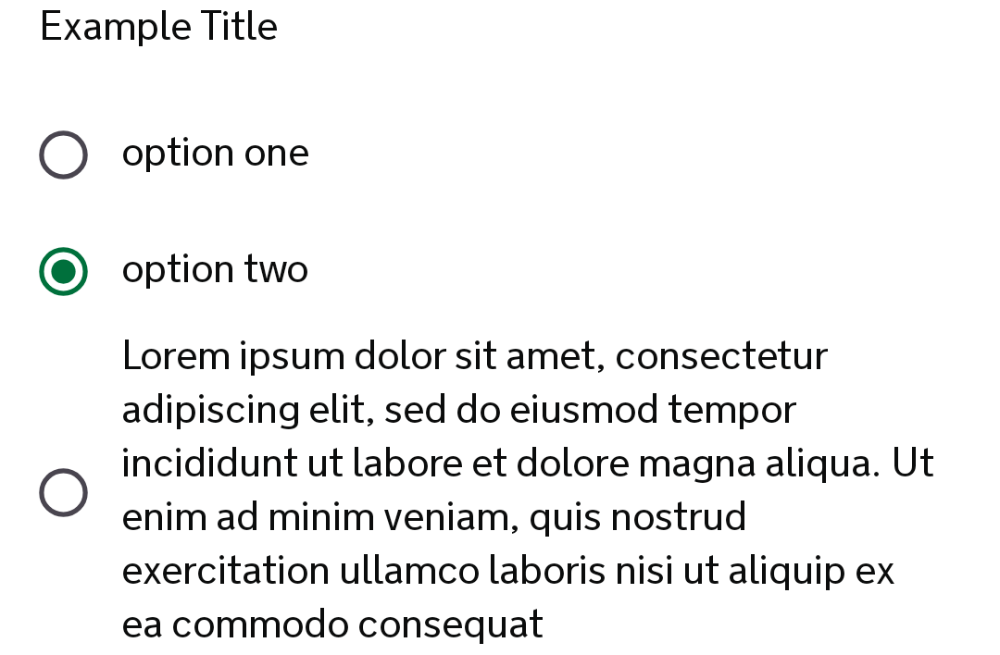 Example Title
option one
option two
Lorem ipsum dolor sit amet, consectetur
adipiscing elit, sed do eiusmod tempor
incididunt ut labore et dolore magna aliqua. Ut
enim ad minim veniam, quis nostrud
exercitation ullamco laboris nisi ut aliquip ex
ea commodo consequat